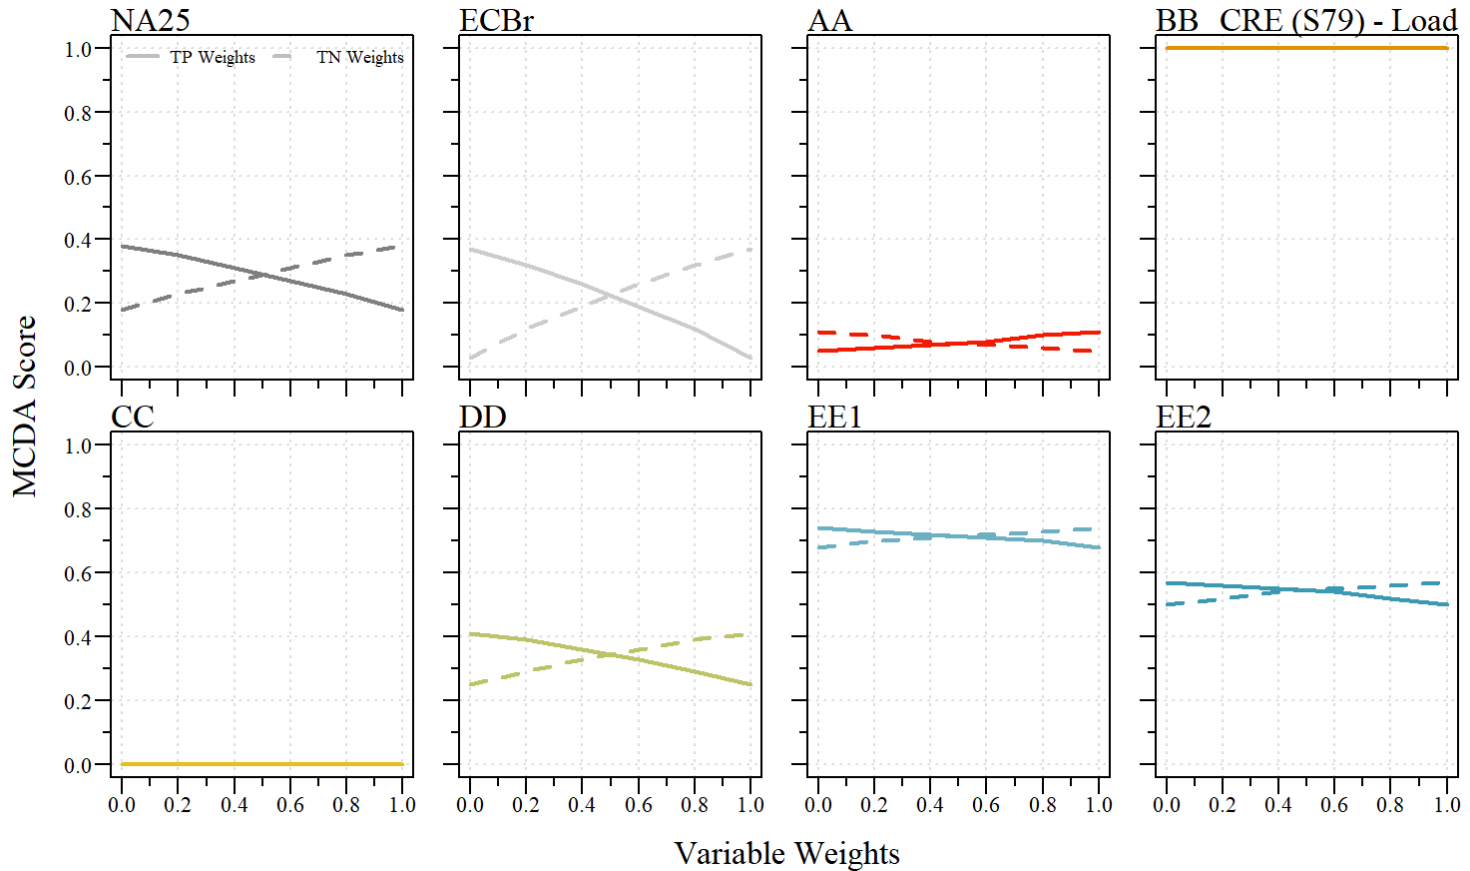 NA25
ECBr
AA
BB CRE (S79) - Load
TP Weights TN Weights
1.0
0.8
0.6
0.4
0.2
0.0
MCDA Score
CC
DD
EE1
EE2
1.0
0.8
0.6
0.4
0.2
0.0
0.0 0.2 0.4 0.6 0.8 1.0
0.0 0.2 0.4 0.6 0.8 1.0
0.0 0.2 0.4 0.6 0.8 1.0
0.0 0.2 0.4 0.6 0.8 1.0
Variable Weights